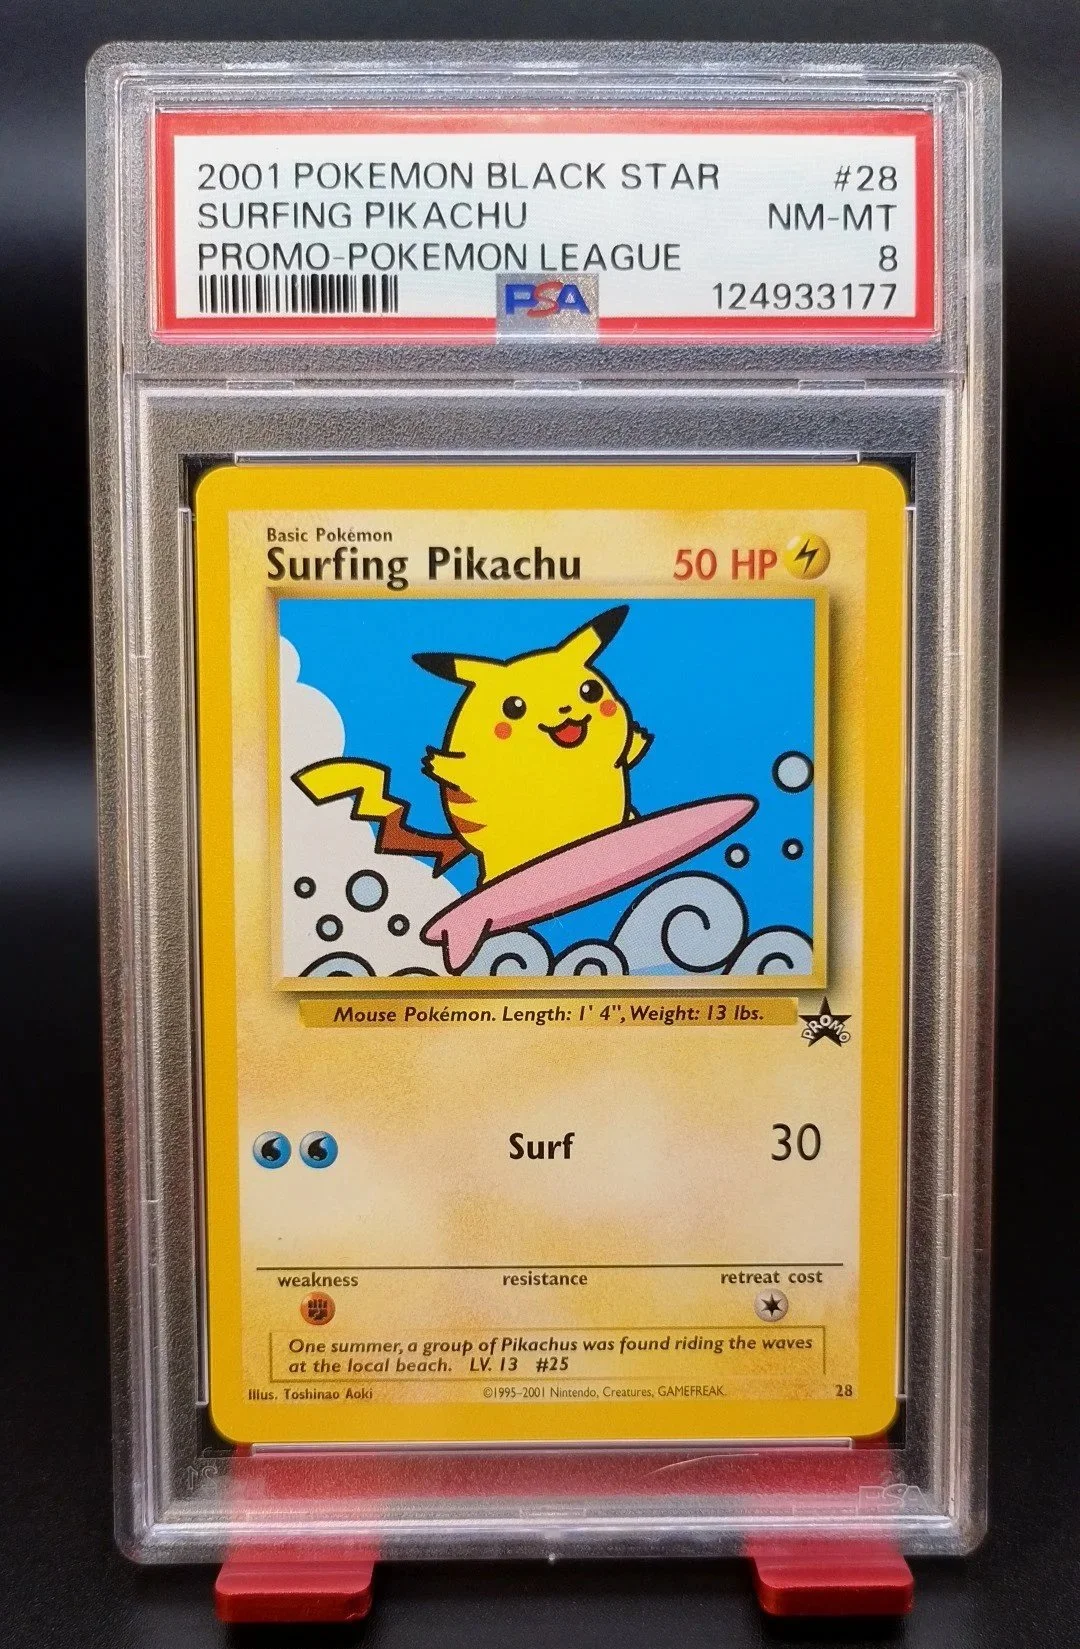 2001 POKEMON BLACK STAR #28
SURFING PIKACHU NM-MT
PROMO-POKEMON LEAGUE 8
PSA 124933177
Basic Pokémon
Surfing Pikachu 50 HP
Mouse Pokémon. Length: 1' 4", Weight: 13 lbs.
PROMO
Surf 30
weakness resistance retreat cost
One summer, a group of Pikachus was found riding the waves
at the local beach. LV. 13 #25
Illus. Toshinao Aoki ©1995-2001 Nintendo, Creatures, GAMEFREAK. 28
PSA